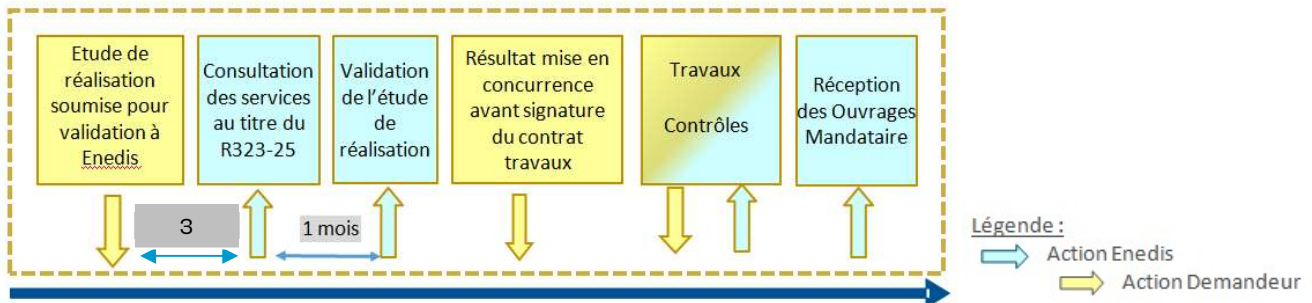 Etude de
réalisation
soumise pour
validation à
Enedis
Consultation
des services
au titre du
R323-25
Validation
de l'étude
de
réalisation
Résultat mise en
concurrence
avant signature
du contrat
travaux
Travaux
Contrôles
Réception
des Ouvrages
Mandataire
3
1 mois
Légende :
Action Enedis
Action Demandeur